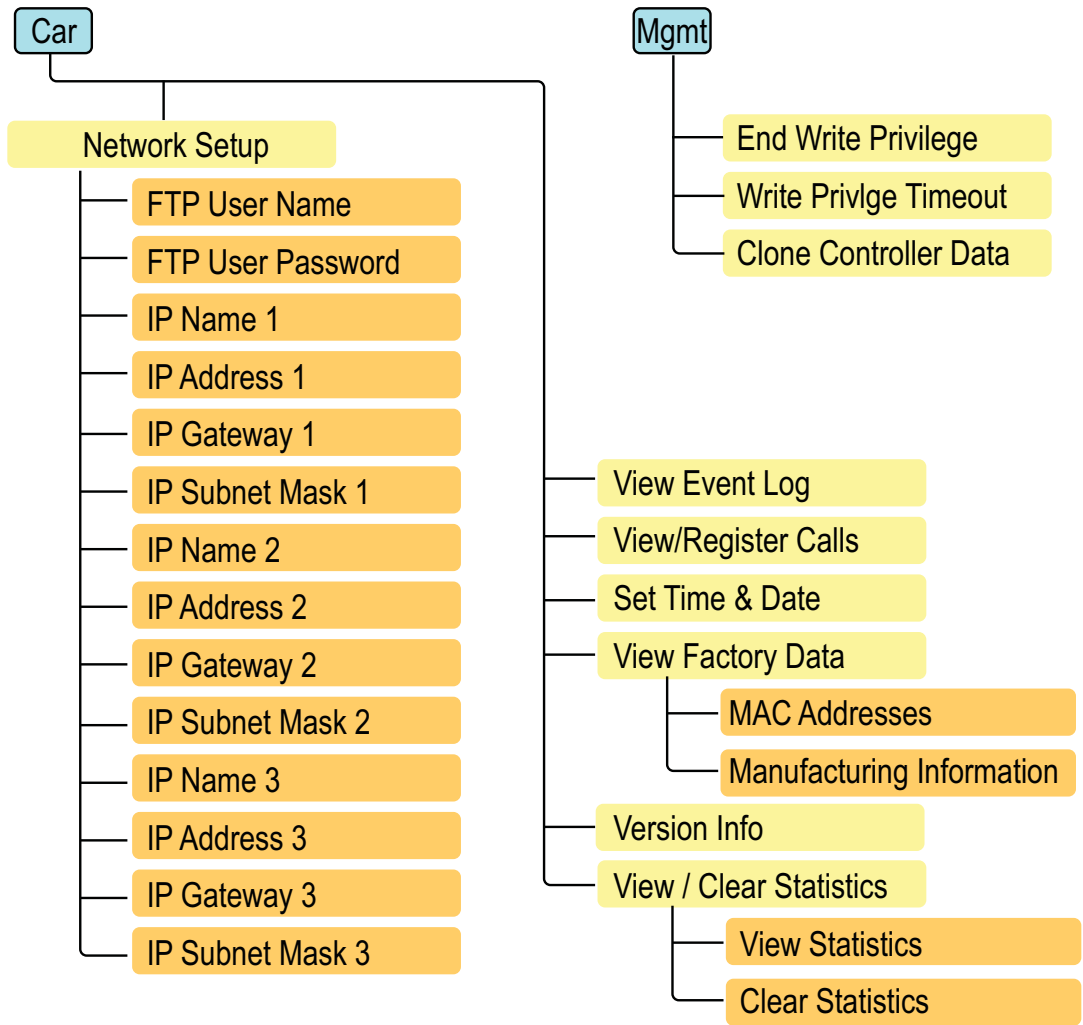 Car
Network Setup
FTP User Name
FTP User Password
IP Name 1
IP Address 1
IP Gateway 1
IP Subnet Mask 1
IP Name 2
IP Address 2
IP Gateway 2
IP Subnet Mask 2
IP Name 3
IP Address 3
IP Gateway 3
IP Subnet Mask 3
View Event Log
View/Register Calls
Set Time & Date
View Factory Data
MAC Addresses
Manufacturing Information
Version Info
View / Clear Statistics
View Statistics
Clear Statistics
Mgmt
End Write Privilege
Write Privlge Timeout
Clone Controller Data